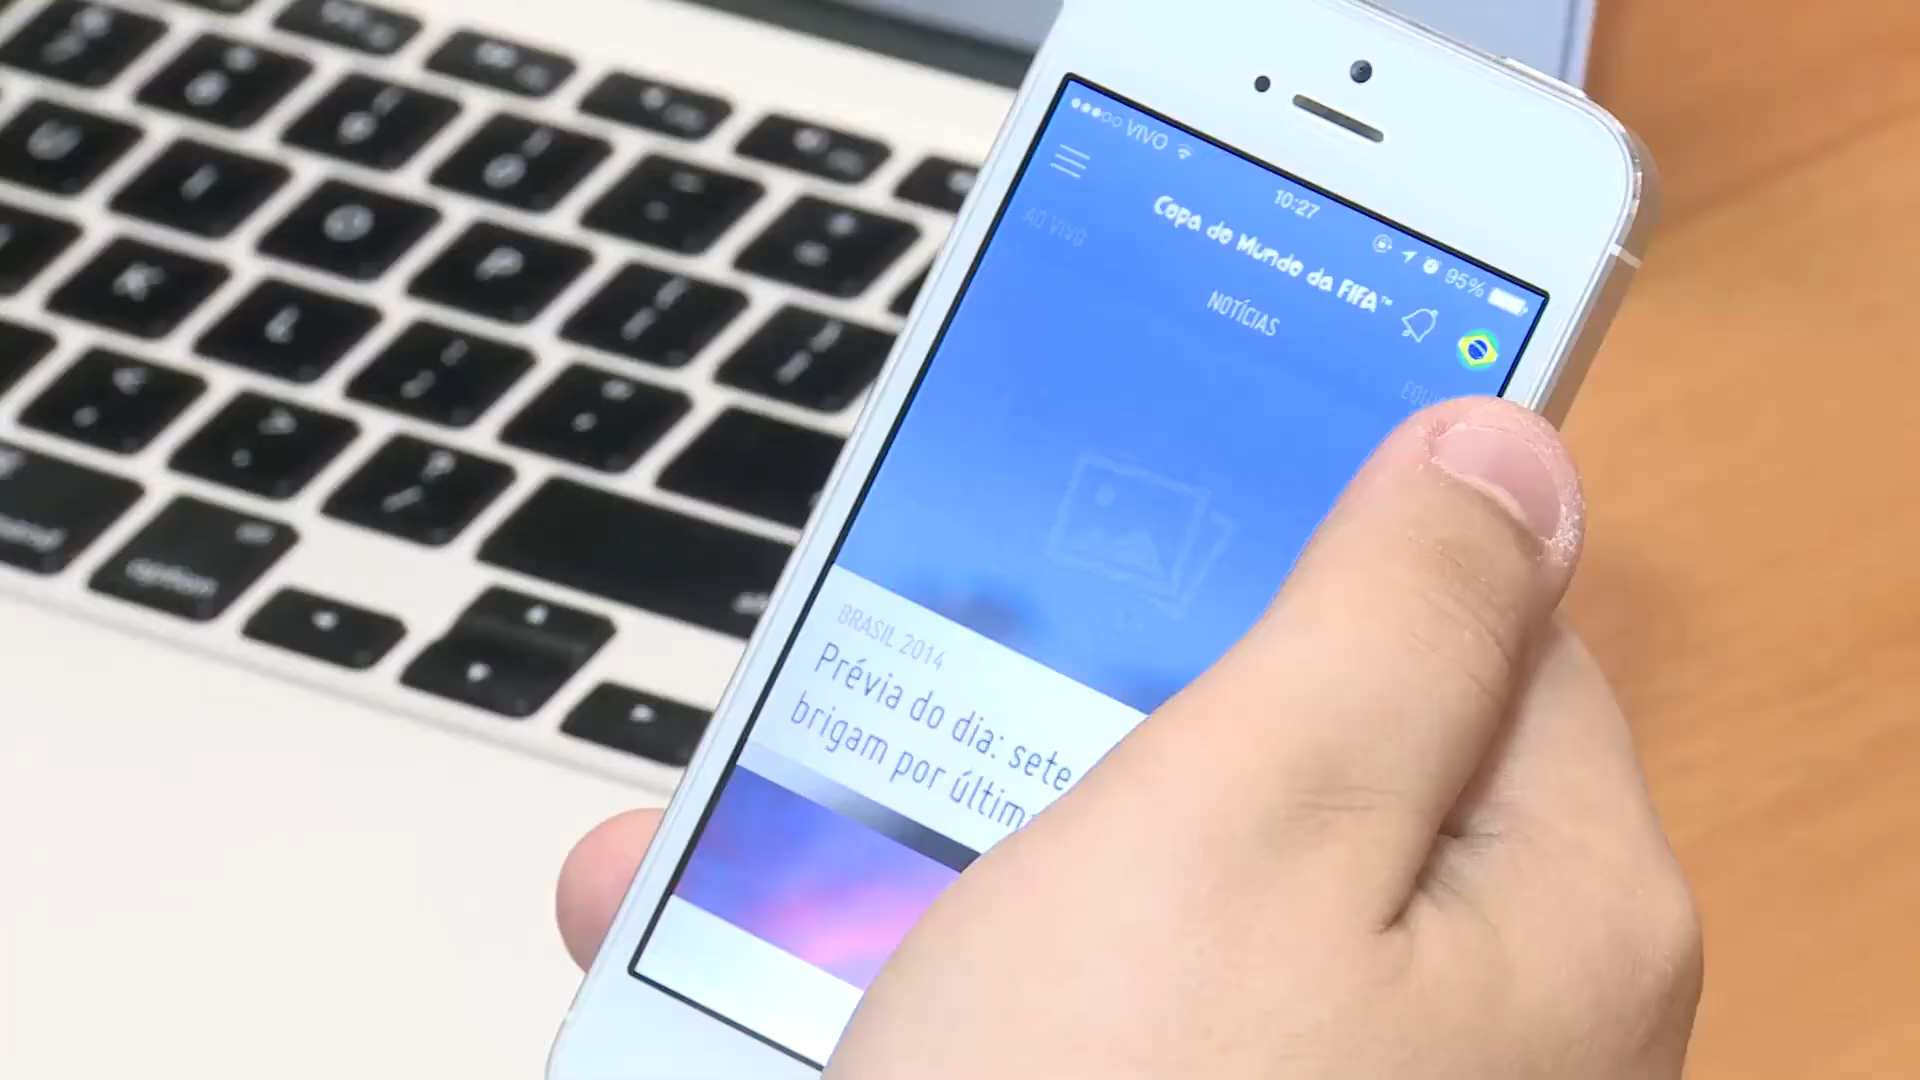 VIVO
10:27
95%
Copa do Mundo da FIFA™
AO VIVO
NOTÍCIAS
BRASIL 2014
Prévia do dia: sete
brigam por últim
U
I
O
P
K
L
option